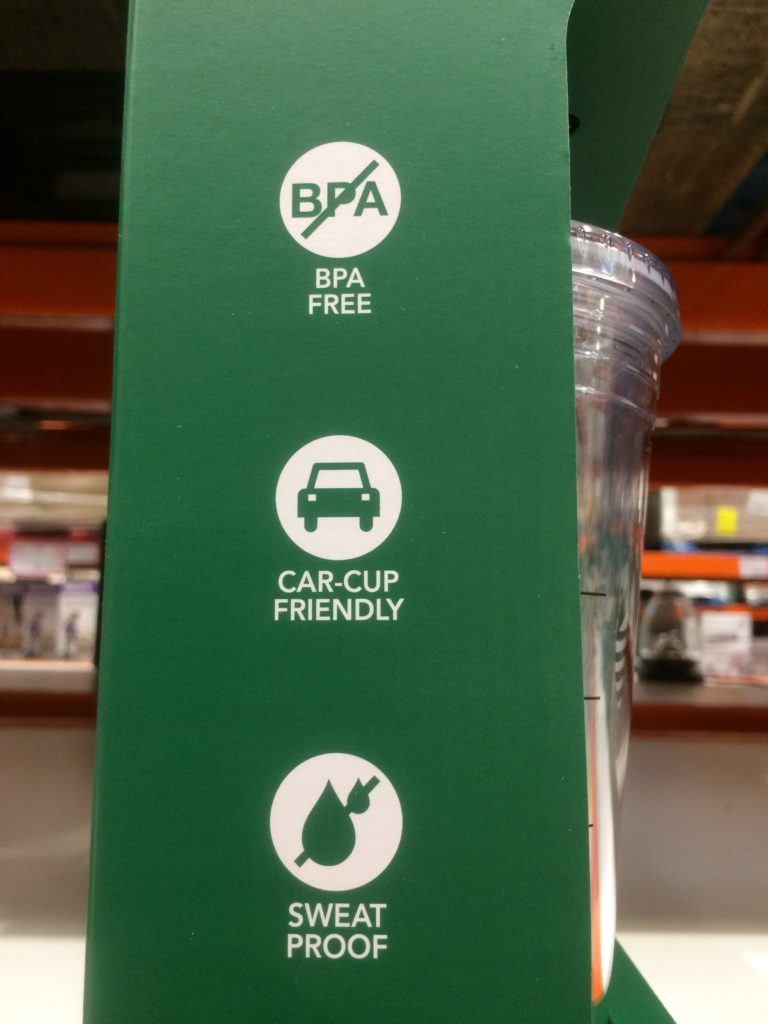 BPA
BPA
FREE
CAR-CUP
FRIENDLY
SWEAT
PROOF